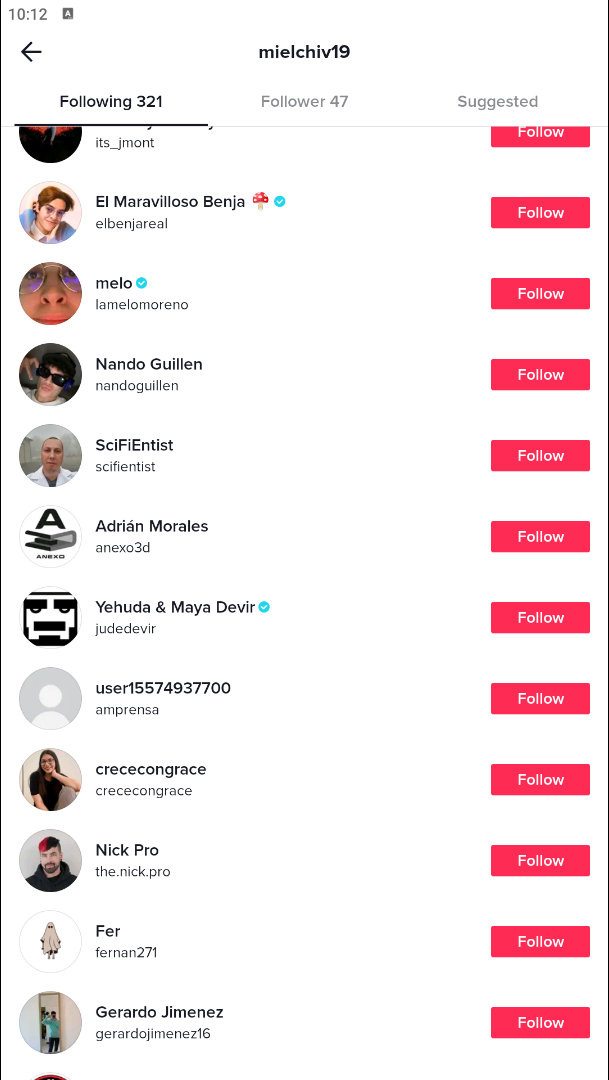 10:12 A
mielchiv19
Following 321
Follower 47
Suggested
its_jmont
Follow
El Maravilloso Benja 🍄
elbenjareal
Follow
melo
lamelomoreno
Follow
Nando Guillen
nandoguillen
Follow
SciFiEntist
scifientist
Follow
A
ANEXO
Adrián Morales
anexo3d
Follow
Yehuda & Maya Devir
judedevir
Follow
user15574937700
amprensa
Follow
crececongrace
crececongrace
Follow
Nick Pro
the.nick.pro
Follow
Fer
fernan271
Follow
Gerardo Jimenez
gerardojimenez16
Follow